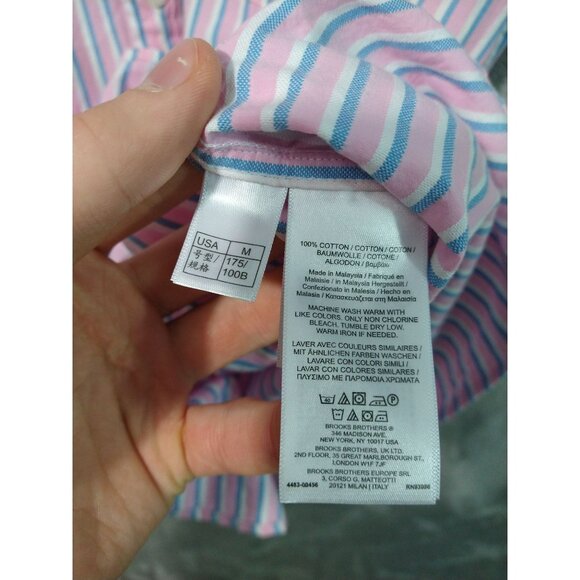 USA M
号型/ 175/
规格 100B
100% COTTON / COTTON / COTON /
BAUMWOLLE / COTONE /
ALGODON / βαμβακι
Made in Malaysia / Fabriqué en
Malaisie / in Malaysia Hergestellt /
Confezionato in Malesia / Hecho en
Malasia / Κατασκευάζεται στη Μαλαισία
MACHINE WASH WARM WITH
LIKE COLORS. ONLY NON CHLORINE
BLEACH. TUMBLE DRY LOW.
WARM IRON IF NEEDED.
LAVER AVEC COULEURS SIMILAIRES /
MIT ÄHNLICHEN FARBEN WASCHEN /
LAVARE CON COLORI SIMILI /
LAVAR CON COLORES SIMILARES /
ΠΛΥΣΙΜΟ ΜΕ ΠΑΡΟΜΟΙΑ ΧΡΩΜΑΤΑ
BROOKS BROTHERS ®
346 MADISON AVE.
NEW YORK, NY 10017 USA
BROOKS BROTHERS, UK LTD.
2ND FLOOR, 35 GREAT MARLBOROUGH ST.
LONDON W1F 7JF
BROOKS BROTHERS EUROPE SRL
3, CORSO G. MATTEOTTI
4483-00456 20121 MILAN | ITALY